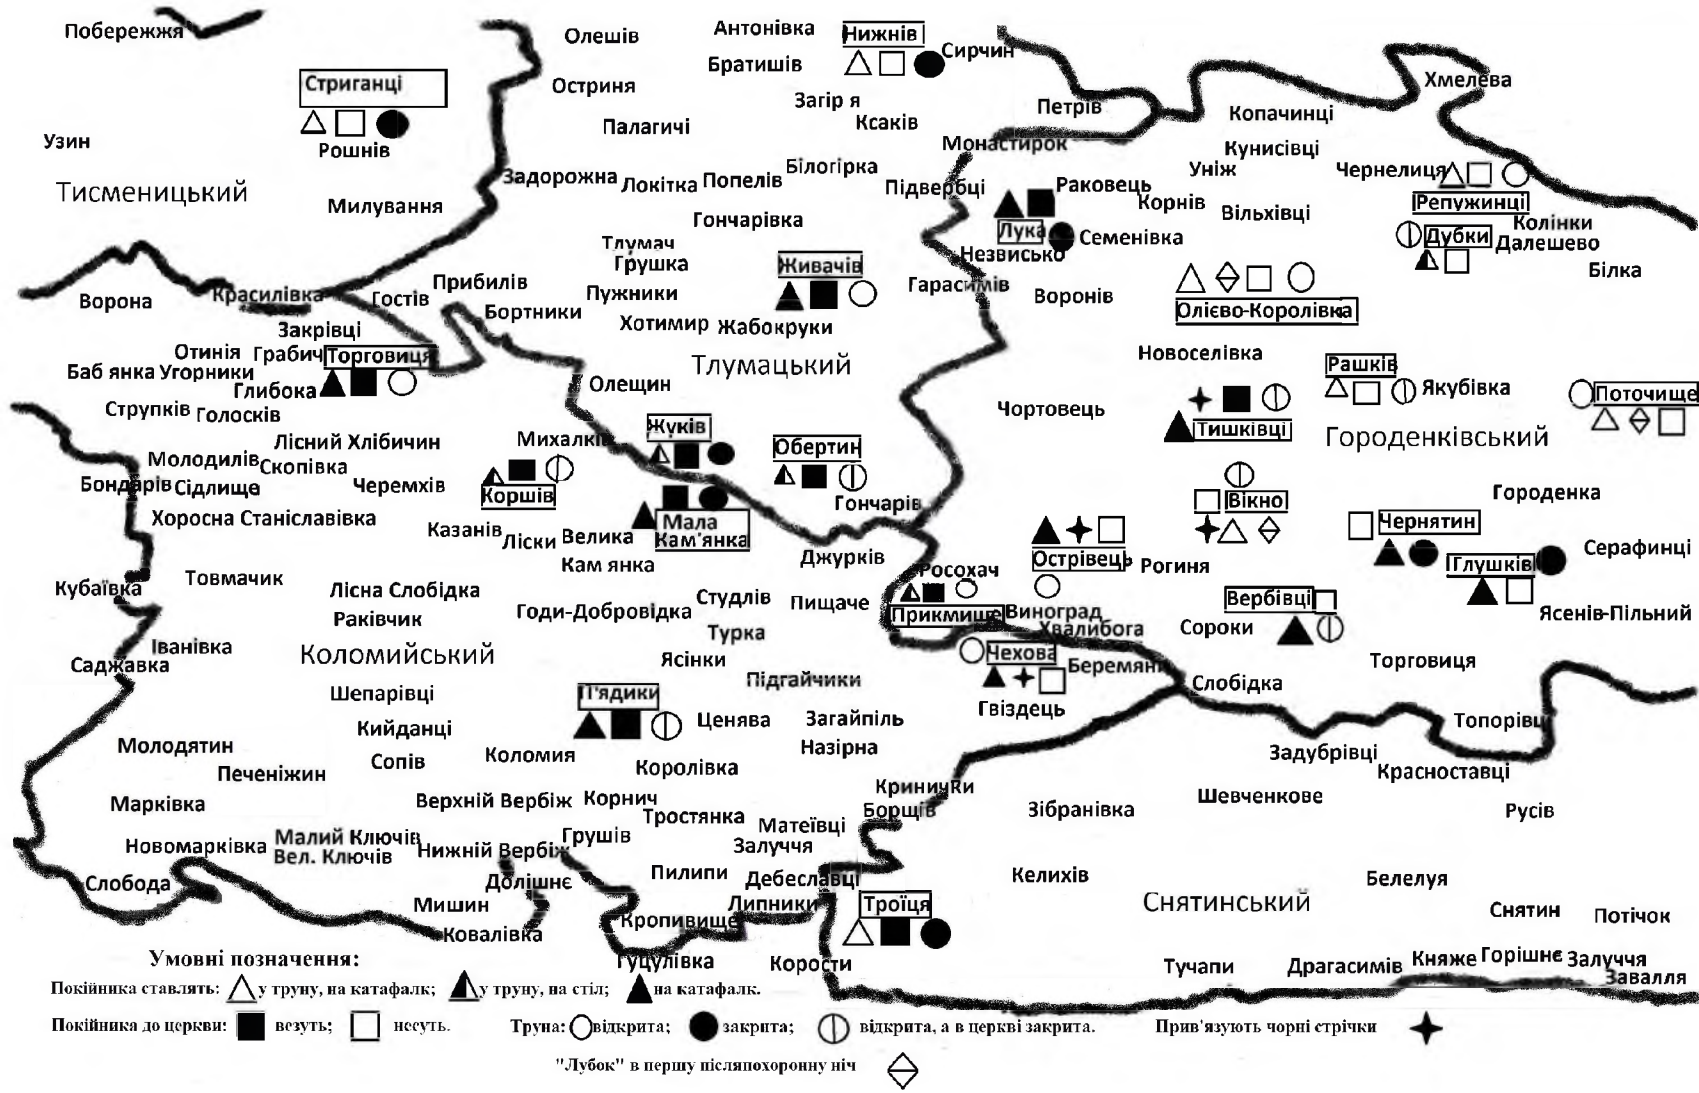 Побережжя
Олешів
Антонівка
Нижнів
Сирчин
Братишів
Стриганці
Остриня
Загір я
Хмелева
Петрів
Копачинці
Рошнів
Узин
Палагичі
Ксаків
Монастирок
Кунисівці
Уніж
Чернелиця
Тисменицький
Милування
Задорожна
Локітка
Попелів
Білогірка
Підвербці
Раковець
Корнів
Вільхівці
Репужинці
Гончарівка
Лука
Семенівка
Дубки
Колінки
Далешево
Тлумач
Грушка
Живачів
Незвисько
Білка
Ворона
Красилівка
Гостів
Прибилів
Пужники
Гарасимів
Воронів
Бортники
Хотимир
Жабокруки
Олієво-Королівка
Закрівці
Отинія
Грабич
Торговиця
Тлумацький
Новоселівка
Рашків
Баб янка
Угорники
Глибока
Олещин
Якубівка
Поточище
Струпків
Голосків
Чортовець
Тишківці
Городенківський
Лісний Хлібичин
Михалків
Жуків
Обертин
Молодилів
Скопівка
Бондарів
Сідлище
Черемхів
Коршів
Гончарів
Вікно
Городенка
Хоросна
Станіславівка
Казанів
Ліски
Велика
Кам янка
Мала
Кам'янка
Чернятин
Джурків
Острівець
Рогиня
Глушків
Серафинці
Кубаївка
Товмачик
Лісна Слобідка
Раківчик
Годи-Добровідка
Студлів
Пищаче
Росохач
Прикмище
Виноград
Хвалибога
Вербівці
Сороки
Ясенів-Пільний
Іванівка
Саджавка
Коломийський
Турка
Ясінки
Чехова
Беремяни
Торговиця
Шепарівці
П'ядики
Підгайчики
Гвіздець
Слобідка
Кийданці
Ценява
Загайпіль
Назірна
Топорівці
Молодятин
Печеніжин
Сопів
Коломия
Королівка
Задубрівці
Красноставці
Марківка
Верхній Вербіж
Корнич
Тростянка
Кринички
Борщів
Зібранівка
Шевченкове
Русів
Новомарківка
Малий Ключів
Вел. Ключів
Нижній Вербіж
Грушів
Матеївці
Залуччя
Слобода
Долішнє
Пилипи
Дебеславці
Келихів
Белелуя
Мишин
Липники
Троїця
Снятинський
Снятин
Потічок
Ковалівка
Кропивище
Гуцулівка
Корости
Тучапи
Драгасимів
Княже
Горішнє
Залуччя
Завалля
Умовні позначення:
Покійника ставлять: у труну, на катафалк; у труну, на стіл; на катафалк.
Покійника до церкви: везуть; несуть. Труна: відкрита; закрита; відкрита, а в церкві закрита. Прив'язують чорні стрічки
"Лубок" в першу післяпохоронну ніч